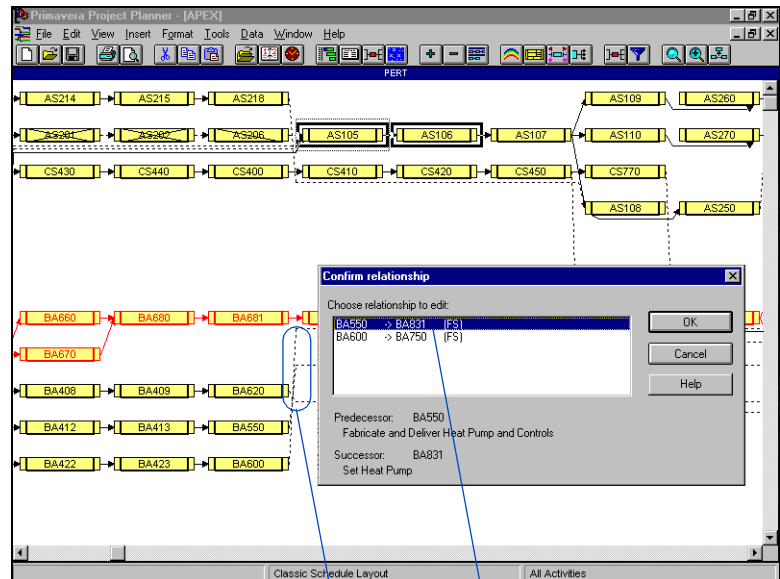 Primavera Project Planner - [APEX]
File Edit View Insert Format Tools Data Window Help
PERT
AS214 AS215 AS218 AS109 AS260
AS201 AS202 AS206 AS105 AS106 AS107 AS110 AS270
CS430 CS440 CS400 CS410 CS420 CS450 CS770
AS108 AS250
Confirm relationship
Choose relationship to edit:
BA550 -> BA831 (FS)
BA600 -> BA750 (FS)
OK
Cancel
Help
Predecessor: BA550
Fabricate and Deliver Heat Pump and Controls
Successor: BA831
Set Heat Pump
BA660 BA680 BA681
BA670
BA408 BA409 BA620
BA412 BA413 BA550
BA422 BA423 BA600
Classic Schedule Layout All Activities